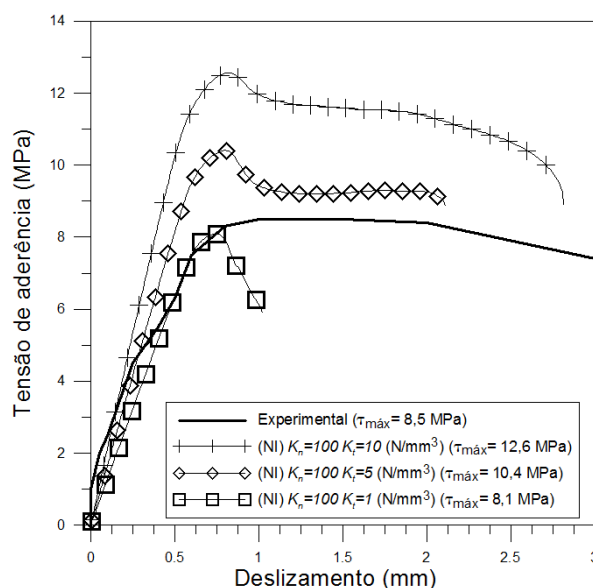 14
12
10
8
6
4
2
0
Tensão de aderência (MPa)
Experimental (τmáx= 8,5 MPa)
(NI) Kn=100 Kt=10 (N/mm³) (τmáx= 12,6 MPa)
(NI) Kn=100 Kt=5 (N/mm³) (τmáx= 10,4 MPa)
(NI) Kn=100 Kt=1 (N/mm³) (τmáx= 8,1 MPa)
0 0.5 1 1.5 2 2.5 3
Deslizamento (mm)